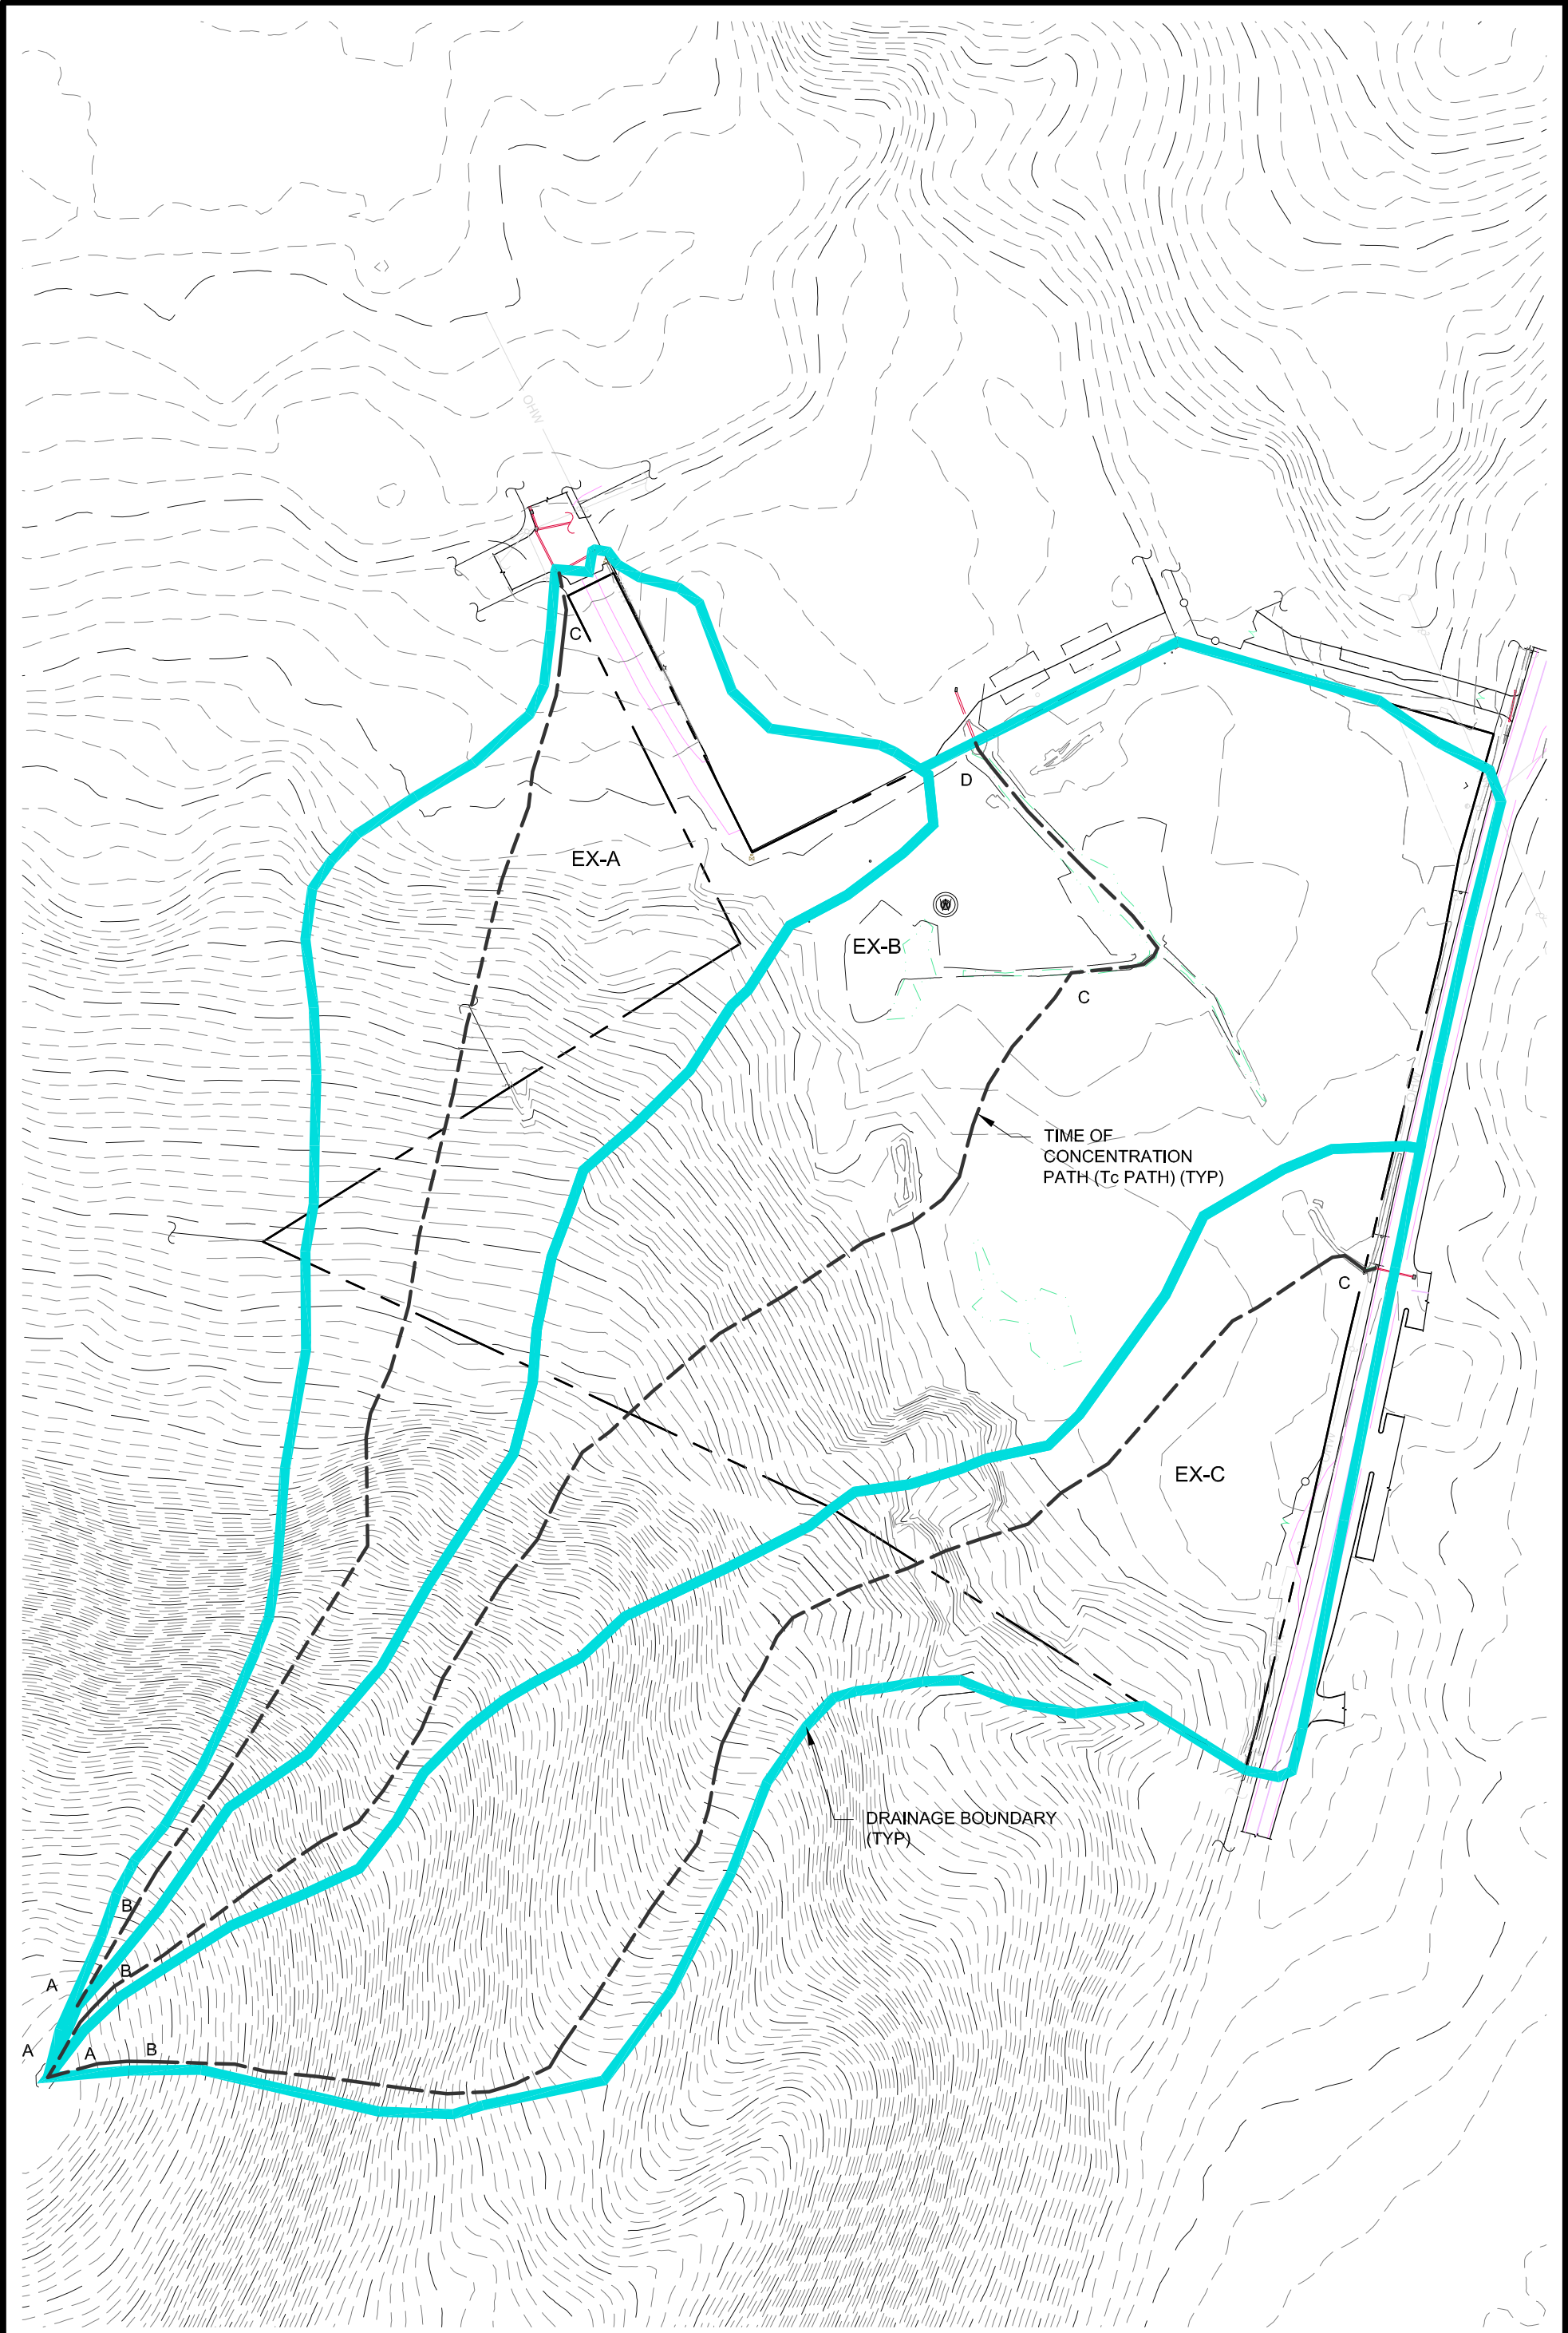 OHW
C
D
EX-A
EX-B
C
TIME OF
CONCENTRATION
PATH (Tc PATH) (TYP)
C
EX-C
DRAINAGE BOUNDARY
(TYP)
B
B
A
A
A
B